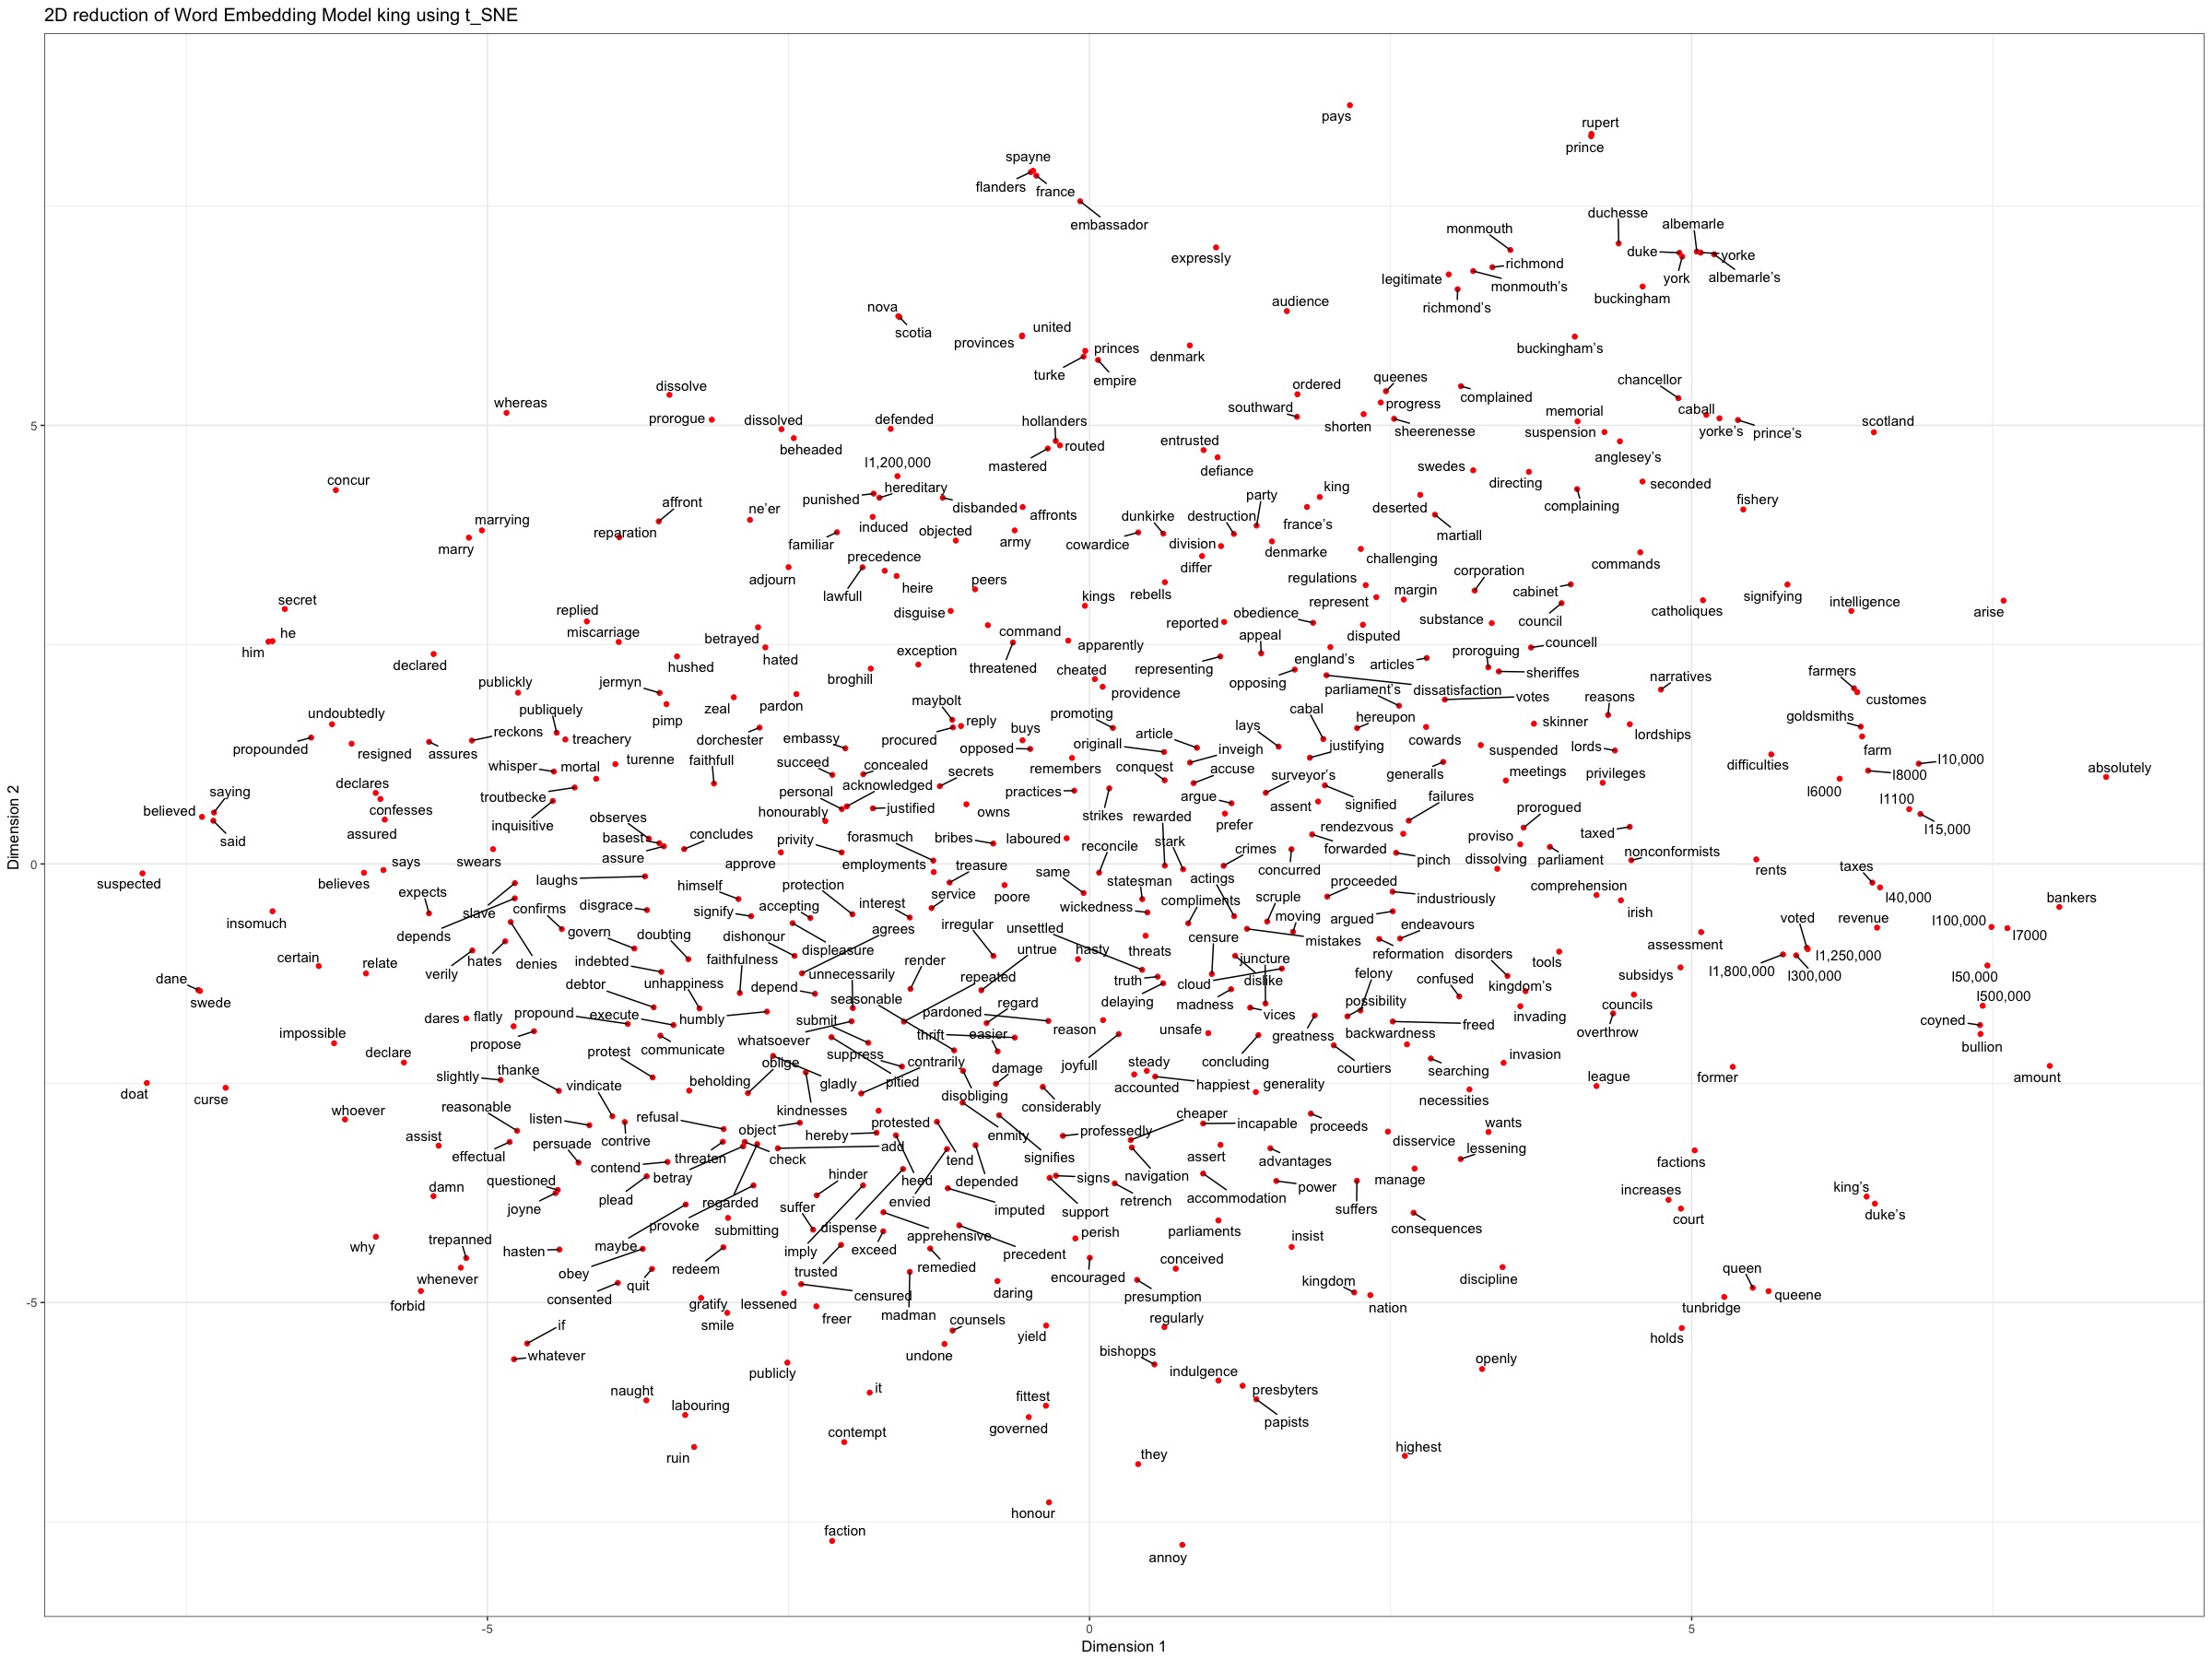 2D reduction of Word Embedding Model king using t_SNE
pays
rupert
prince
spayne
flanders
france
embassador
duchesse
albemarle
monmouth
duke
yorke
expressly
richmond
legitimate
york
albemarle's
monmouth's
buckingham
audience
richmond's
nova
scotia
united
provinces
princes
buckingham's
denmark
turke
empire
queenes
chancellor
dissolve
ordered
complained
whereas
progress
southward
caball
memorial
prorogue
dissolved
defended
hollanders
scotland
shorten
sheerenesse
suspension
yorke's
prince's
beheaded
routed
entrusted
mastered
defiance
anglesey's
l1,200,000
swedes
concur
directing
seconded
hereditary
king
punished
party
affront
ne'er
disbanded
affronts
deserted
complaining
fishery
marrying
induced
dunkirke
destruction
france's
reparation
objected
martiall
familiar
army
cowardice
division
marry
denmarke
precedence
challenging
differ
commands
adjourn
heire
peers
regulations
corporation
lawfull
rebells
margin
cabinet
secret
kings
represent
catholiques
signifying
intelligence
arise
replied
disguise
reported
obedience
substance
council
he
miscarriage
betrayed
command
appeal
disputed
him
apparently
councell
declared
hushed
hated
exception
threatened
cheated
representing
england's
articles
proroguing
sheriffes
broghill
publickly
jermyn
opposing
parliament's
dissatisfaction
votes
narratives
farmers
customes
providence
reasons
undoubtedly
publiquely
pimp
zeal
pardon
maybolt
promoting
cabal
hereupon
goldsmiths
reckons
reply
skinner
lordships
propounded
treachery
dorchester
embassy
procured
buys
article
lays
cowards
resigned
assures
opposed
originall
inveigh
justifying
suspended
lords
farm
whisper
mortal
turenne
faithfull
succeed
concealed
remembers
conquest
accuse
generalls
difficulties
l10,000
declares
acknowledged
secrets
surveyor's
meetings
privileges
l8000
absolutely
saying
troutbecke
personal
practices
argue
signified
failures
l6000
l1100
believed
confesses
inquisitive
honourably
justified
owns
assent
prorogued
observes
strikes
rewarded
prefer
l15,000
said
assured
basest
concludes
forasmuch
bribes
laboured
stark
rendezvous
proviso
taxed
privity
reconcile
crimes
forwarded
nonconformists
says
swears
assure
approve
employments
treasure
pinch
dissolving
parliament
rents
taxes
suspected
believes
laughs
himself
protection
same
statesman
actings
concurred
comprehension
expects
service
poore
proceeded
l40,000
bankers
slave
confirms
disgrace
signify
accepting
interest
wickedness
compliments
scruple
industriously
irish
insomuch
moving
argued
voted
revenue
l100,000
depends
govern
doubting
dishonour
displeasure
agrees
irregular
unsettled
censure
endeavours
l7000
certain
hates
denies
indebted
faithfulness
untrue
threats
mistakes
assessment
verily
relate
hasty
juncture
reformation
disorders
tools
l1,250,000
dane
unnecessarily
render
repeated
truth
dislike
felony
confused
subsidys
l1,800,000
l300,000
l50,000
swede
debtor
unhappiness
depend
seasonable
cloud
kingdom's
l500,000
delaying
madness
possibility
councils
dares
flatly
propound
execute
humbly
submit
pardoned
regard
vices
invading
coyned
impossible
propose
thrift
easier
reason
unsafe
greatness
backwardness
freed
overthrow
declare
protest
communicate
whatsoever
suppress
contrarily
joyfull
concluding
invasion
bullion
slightly
thanke
oblige
gladly
pitied
damage
steady
courtiers
searching
doat
vindicate
beholding
accounted
happiest
generality
league
former
amount
curse
kindnesses
disobliging
considerably
necessities
whoever
reasonable
listen
refusal
object
protested
cheaper
incapable
proceeds
wants
assist
persuade
contrive
hereby
enmity
professedly
disservice
effectual
threaten
check
add
assert
lessening
contend
tend
signifies
advantages
factions
damn
questioned
plead
betray
hinder
heed
depended
signs
navigation
power
manage
increases
king's
joyne
regarded
envied
retrench
accommodation
court
duke's
suffer
imputed
support
suffers
why
provoke
submitting
dispense
parliaments
consequences
trepanned
hasten
maybe
imply
exceed
apprehensive
perish
insist
precedent
whenever
obey
redeem
trusted
remedied
encouraged
conceived
queen
consented
quit
daring
presumption
kingdom
discipline
queene
forbid
gratify
lessened
censured
nation
tunbridge
smile
freer
madman
counsels
regularly
if
yield
holds
whatever
undone
bishopps
publicly
openly
it
indulgence
naught
presbyters
labouring
fittest
papists
governed
contempt
highest
ruin
they
honour
faction
annoy
5
0
-5
-5
0
5
Dimension 1
Dimension 2